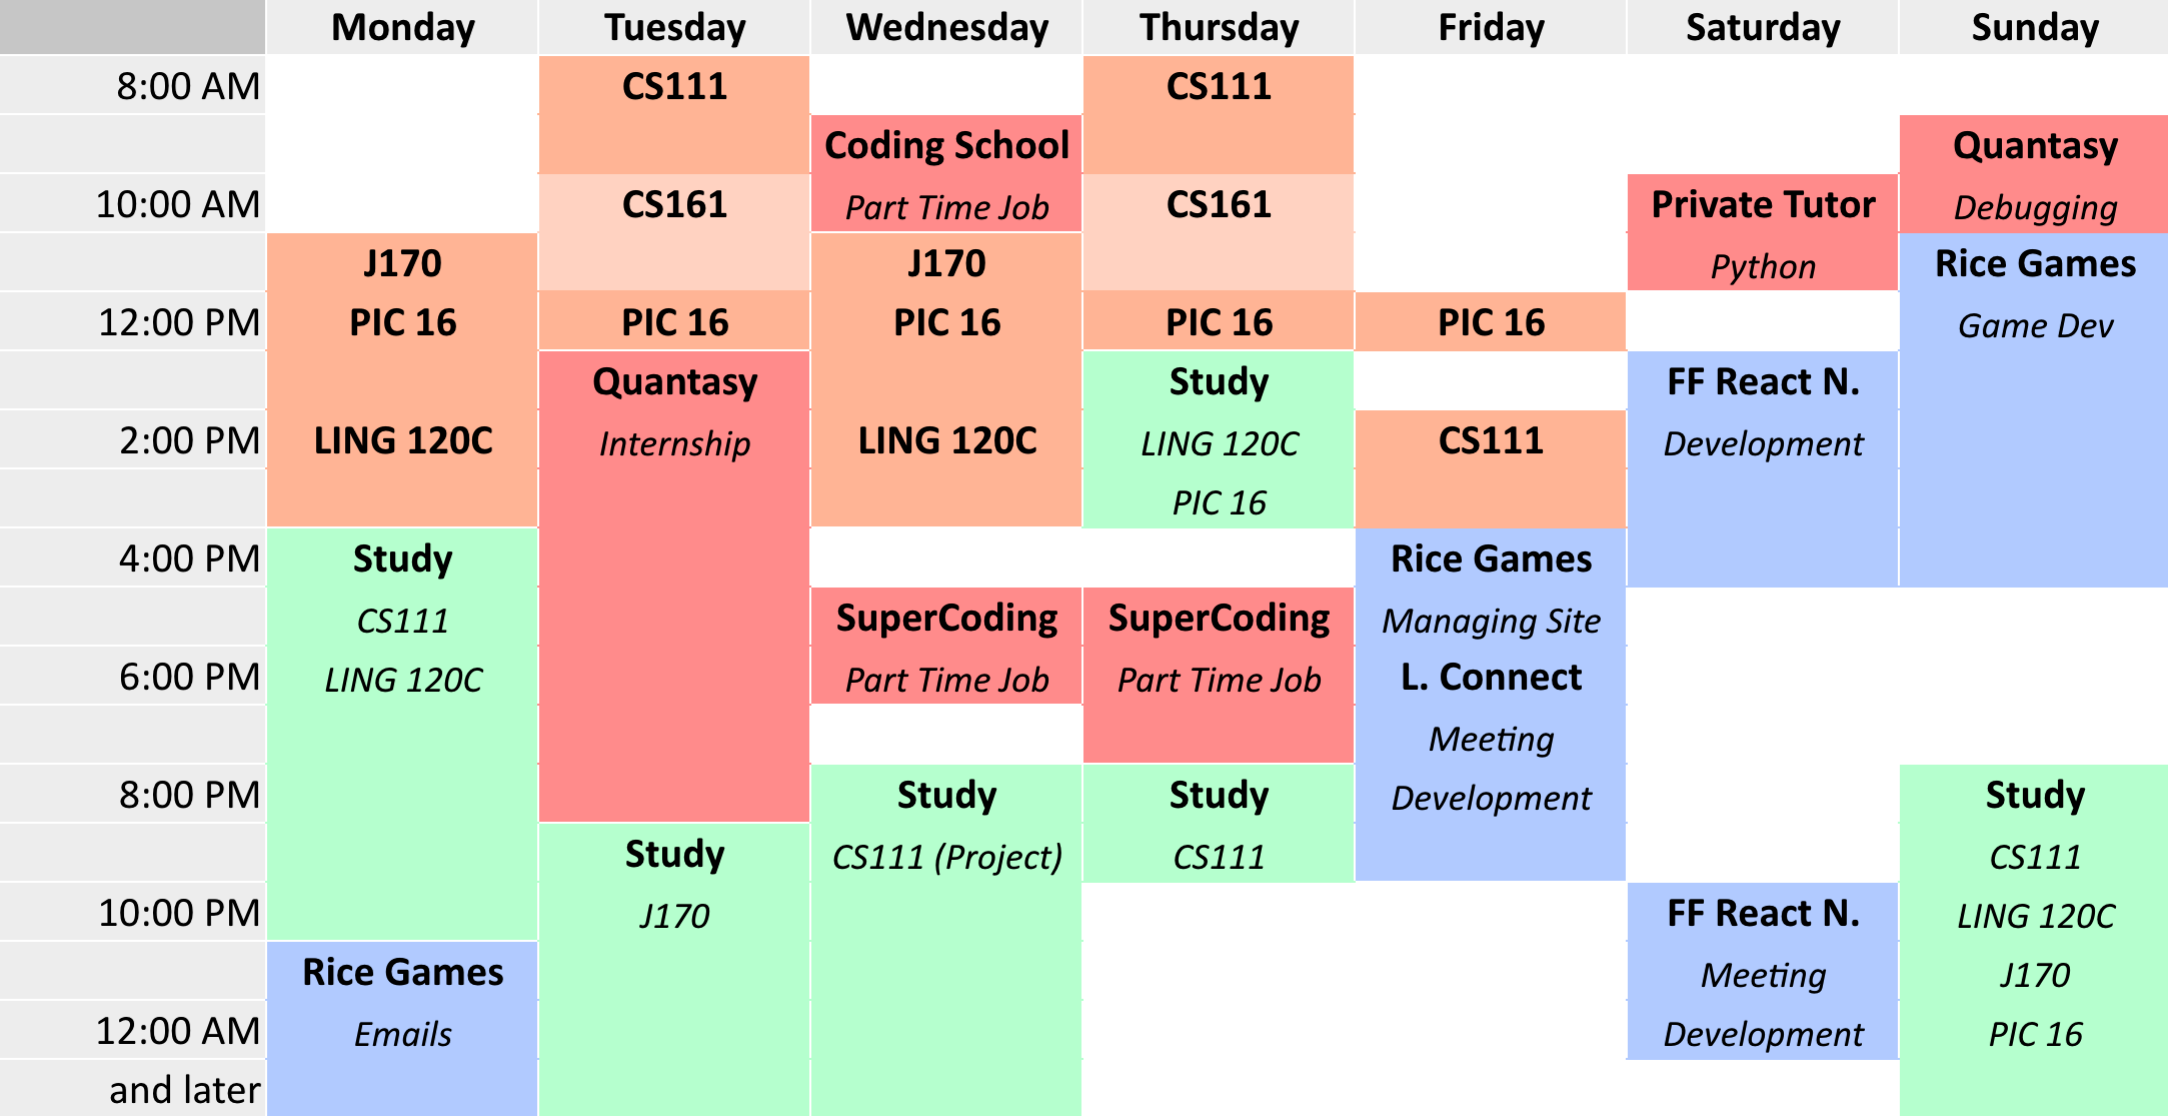 Monday Tuesday Wednesday Thursday Friday Saturday Sunday
8:00 AM CS111 CS111
Coding School Quantasy
10:00 AM CS161 Part Time Job CS161 Private Tutor Debugging
J170 J170 Python Rice Games
12:00 PM PIC 16 PIC 16 PIC 16 PIC 16 PIC 16 Game Dev
Quantasy Study FF React N.
2:00 PM LING 120C Internship LING 120C LING 120C CS111 Development
PIC 16
4:00 PM Study Rice Games
CS111 SuperCoding SuperCoding Managing Site
6:00 PM LING 120C Part Time Job Part Time Job L. Connect
Meeting
8:00 PM Study Study Development Study
Study CS111 (Project) CS111 CS111
10:00 PM J170 FF React N. LING 120C
Rice Games Meeting J170
12:00 AM Emails Development PIC 16
and later